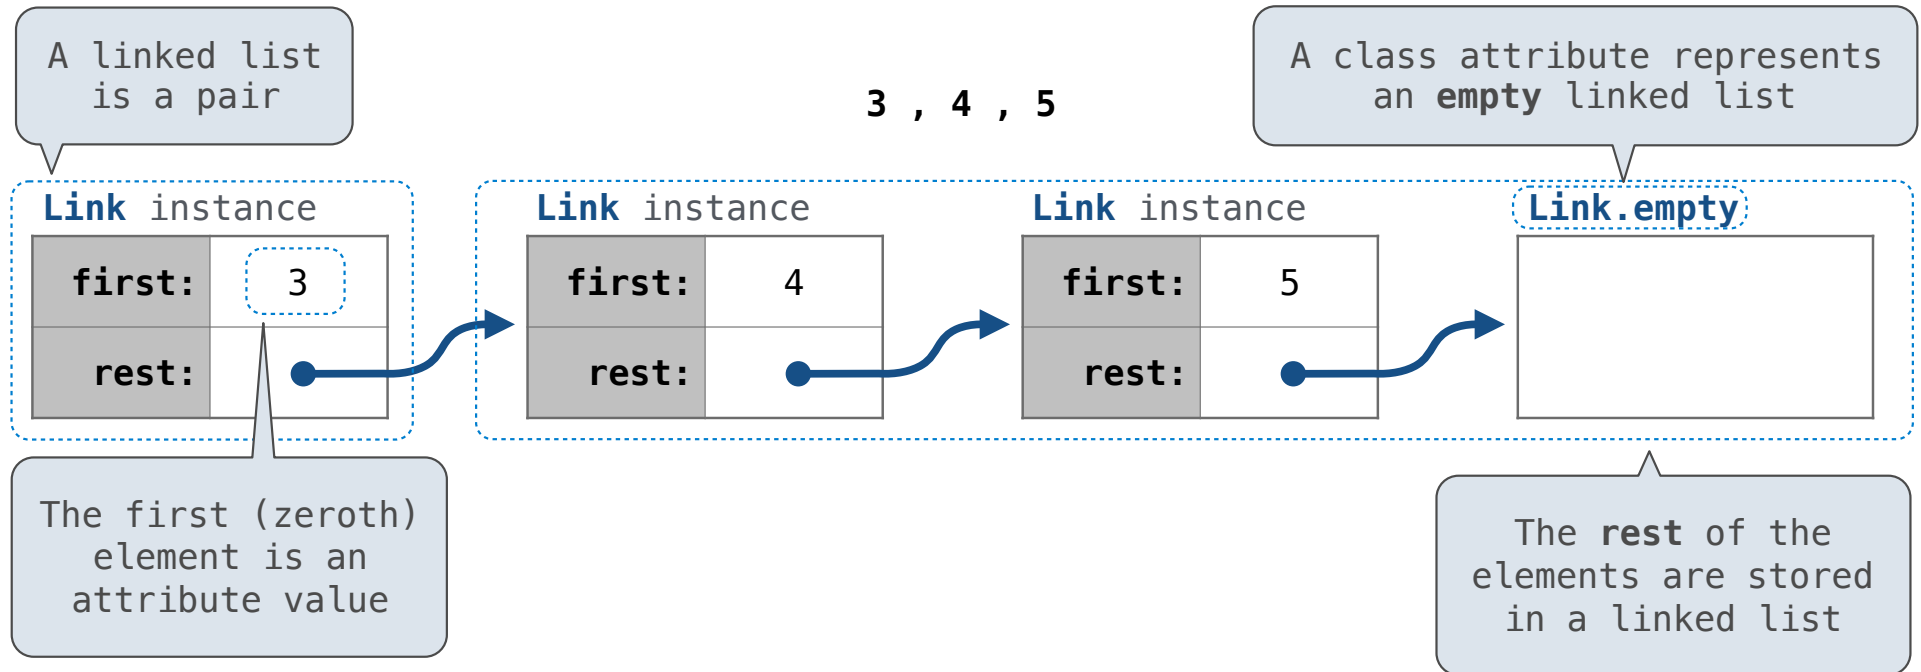 A linked list
is a pair
3 , 4 , 5
A class attribute represents
an empty linked list
Link instance
first: 3
rest:
Link instance
first: 4
rest:
Link instance
first: 5
rest:
Link.empty
The first (zeroth)
element is an
attribute value
The rest of the
elements are stored
in a linked list